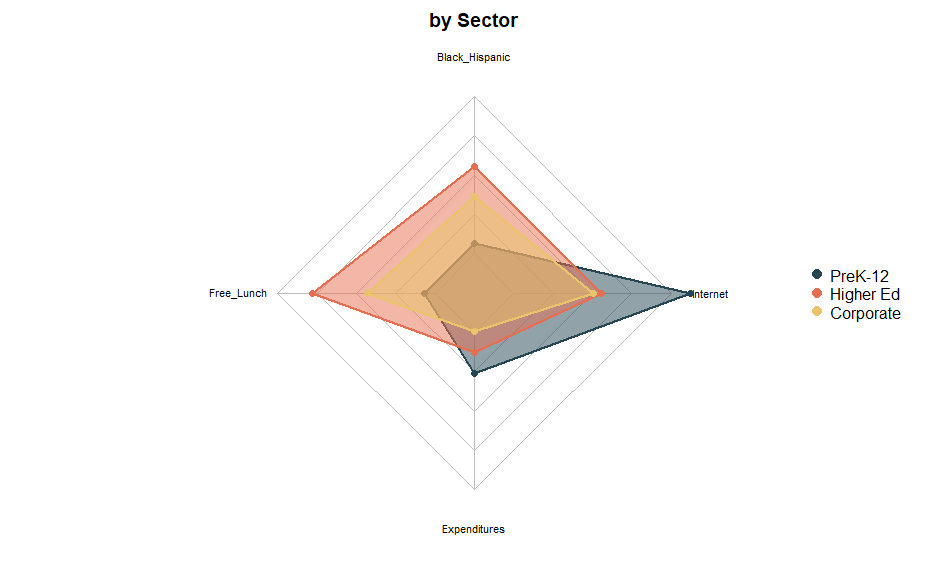 by Sector
Black_Hispanic
Free_Lunch
Internet
Expenditures
PreK-12
Higher Ed
Corporate